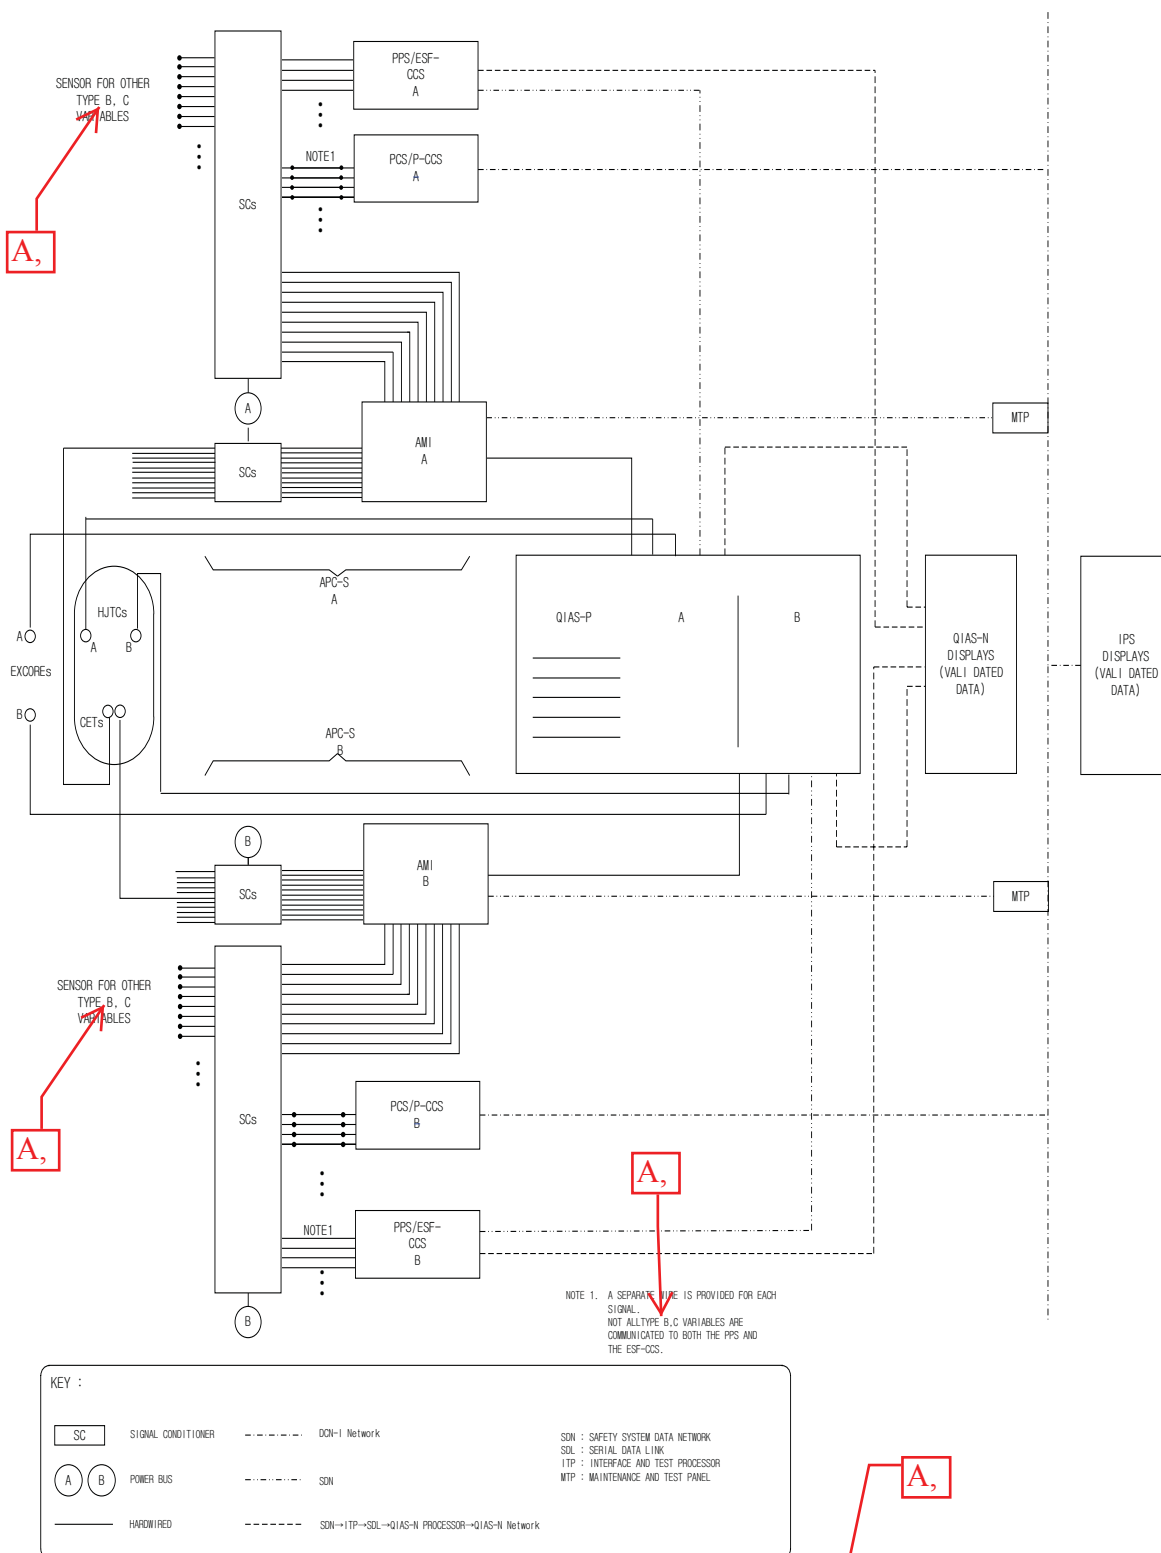 SENSOR FOR OTHER
TYPE B, C
VARIABLES
A,
SCs
PPS/ESF-
CCS
A
NOTE1
PCS/P-CCS
A
A
SCs
AMI
A
MTP
APC-S
A
HJTCs
A
B
A
EXCOREs
B
CETs
APC-S
B
QIAS-P
A
B
QIAS-N
DISPLAYS
(VALI DATED
DATA)
IPS
DISPLAYS
(VALI DATED
DATA)
B
SCs
AMI
B
MTP
SENSOR FOR OTHER
TYPE B, C
VARIABLES
A,
SCs
PCS/P-CCS
B
A,
NOTE1
PPS/ESF-
CCS
B
B
NOTE 1. A SEPARATE WIRE IS PROVIDED FOR EACH
SIGNAL.
NOT ALLTYPE B,C VARIABLES ARE
COMMUNICATED TO BOTH THE PPS AND
THE ESF-CCS.
KEY :
SC SIGNAL CONDITIONER DCN-I Network
A B POWER BUS SDN
HARDWIRED SDN→ITP→SDL→QIAS-N PROCESSOR→QIAS-N Network
SDN : SAFETY SYSTEM DATA NETWORK
SDL : SERIAL DATA LINK
ITP : INTERFACE AND TEST PROCESSOR
MTP : MAINTENANCE AND TEST PANEL
A,